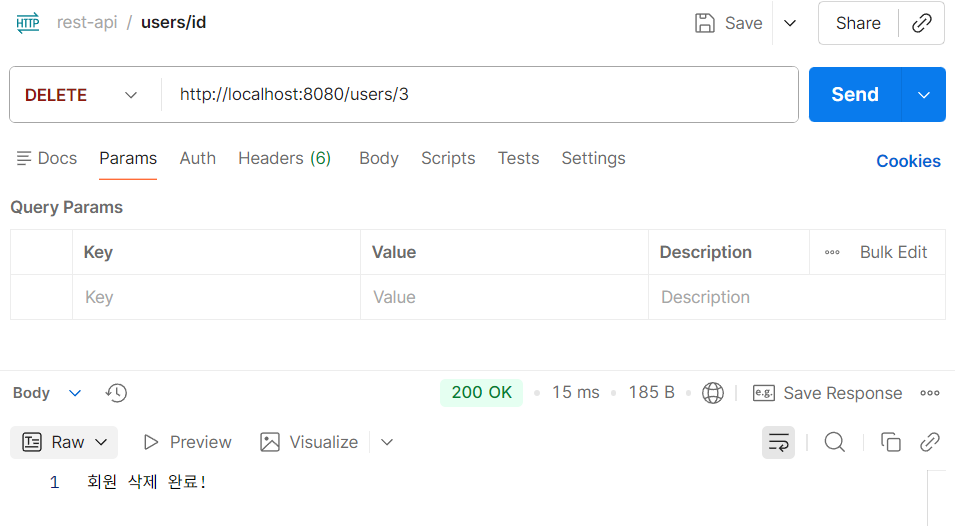 HTTP rest-api / users/id Save Share
DELETE http://localhost:8080/users/3 Send
Docs Params Auth Headers (6) Body Scripts Tests Settings Cookies
Query Params
Key Value Description Bulk Edit
Key Value Description
Body 200 OK 15 ms 185 B e.g. Save Response
Raw Preview Visualize
1 회원 삭제 완료!